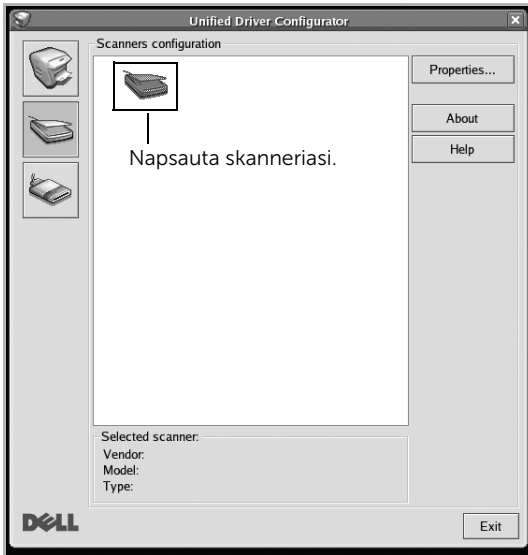 Unified Driver Configurator
Scanners configuration
Properties...
About
Help
Napsauta skanneriasi.
Selected scanner:
Vendor:
Model:
Type:
DELL
Exit